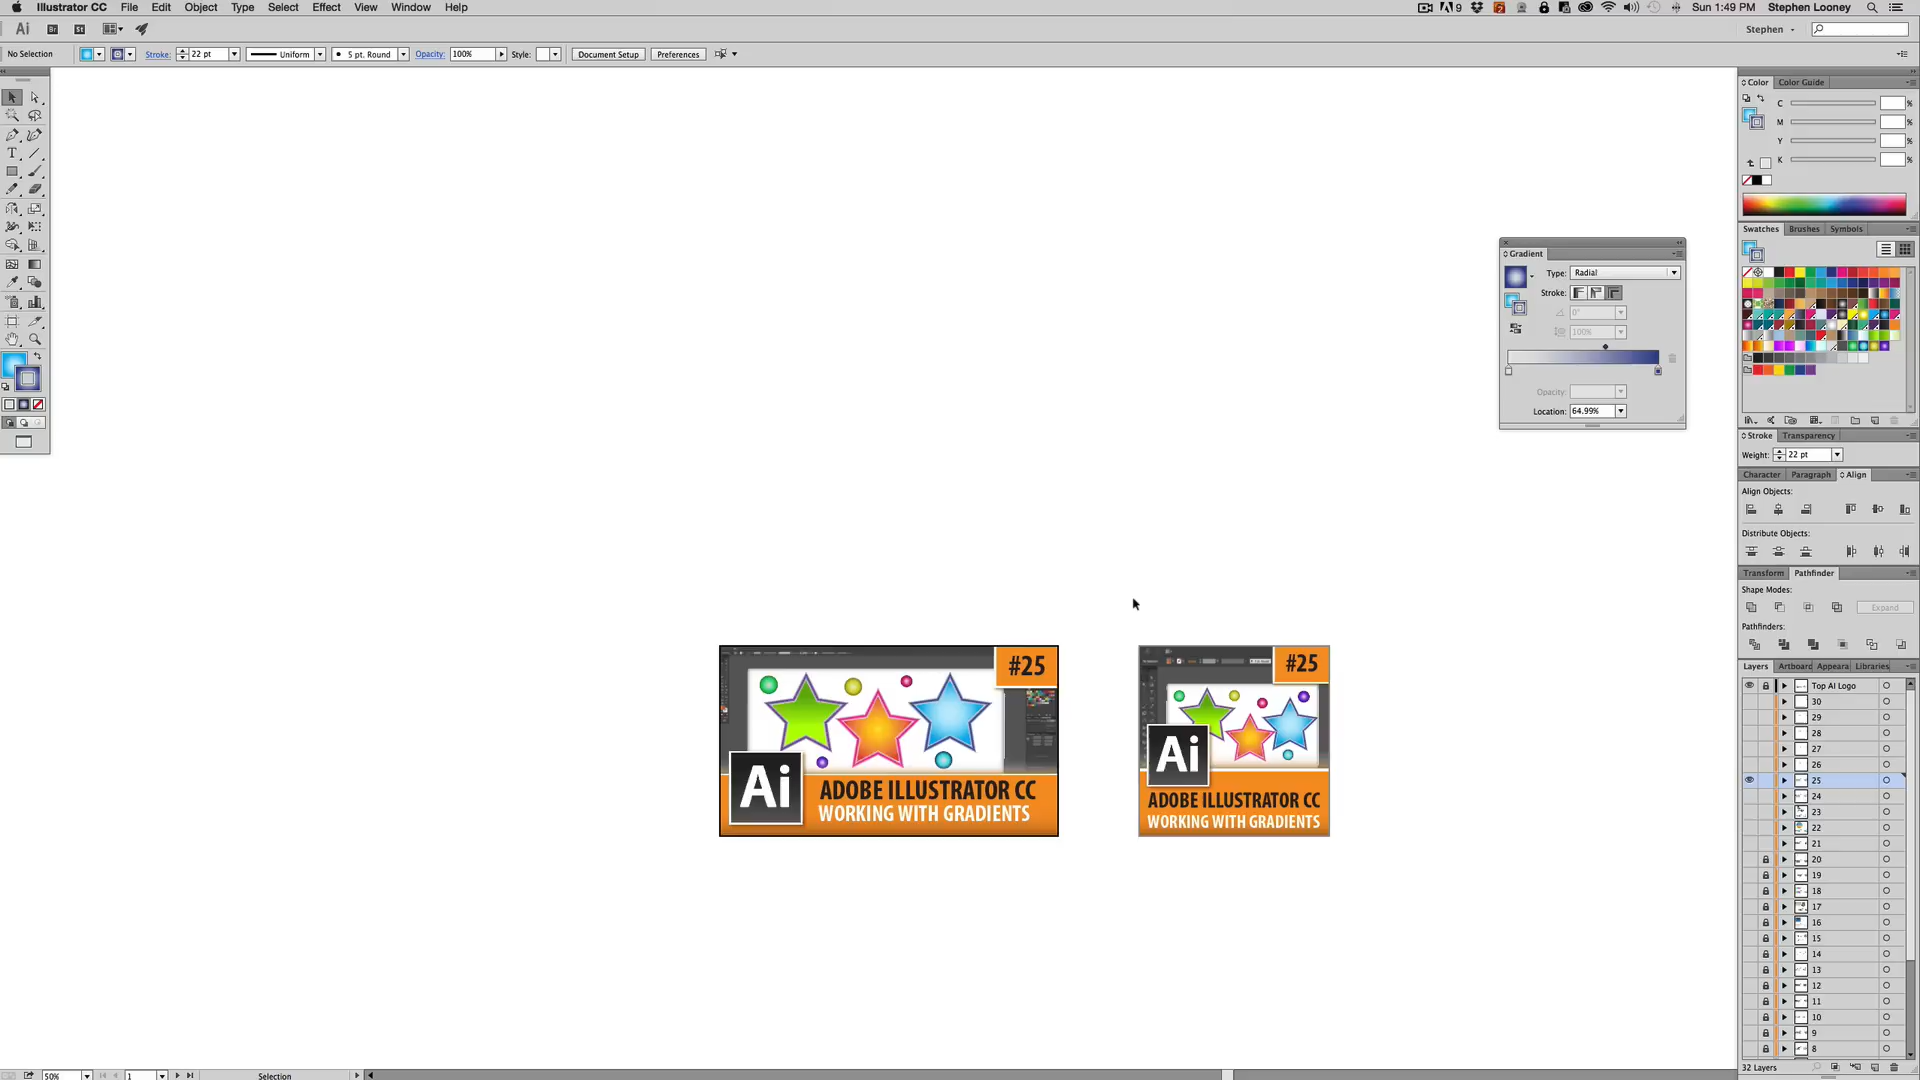 Illustrator CC File Edit Object Type Select Effect View Window Help
9 Sun 1:49 PM Stephen Looney
Ai Br St
Stephen
No Selection Stroke: 22 pt Uniform 5 pt. Round Opacity: 100% Style: Document Setup Preferences
Color Color Guide
C %
M %
Y %
K %
Swatches Brushes Symbols
Gradient
Type: Radial
Stroke:
0°
100%
Opacity:
Location: 64.99%
Stroke Transparency
Weight: 22 pt
Character Paragraph Align
Align Objects:
Distribute Objects:
Transform Pathfinder
Shape Modes:
Expand
Pathfinders:
Layers Artboard Appeara Libraries
Top AI Logo
30
29
28
27
26
25
24
23
22
21
20
19
18
17
16
15
14
13
12
11
10
9
8
32 Layers
#25
Ai
ADOBE ILLUSTRATOR CC
WORKING WITH GRADIENTS
#25
Ai
ADOBE ILLUSTRATOR CC
WORKING WITH GRADIENTS
50% 1 Selection